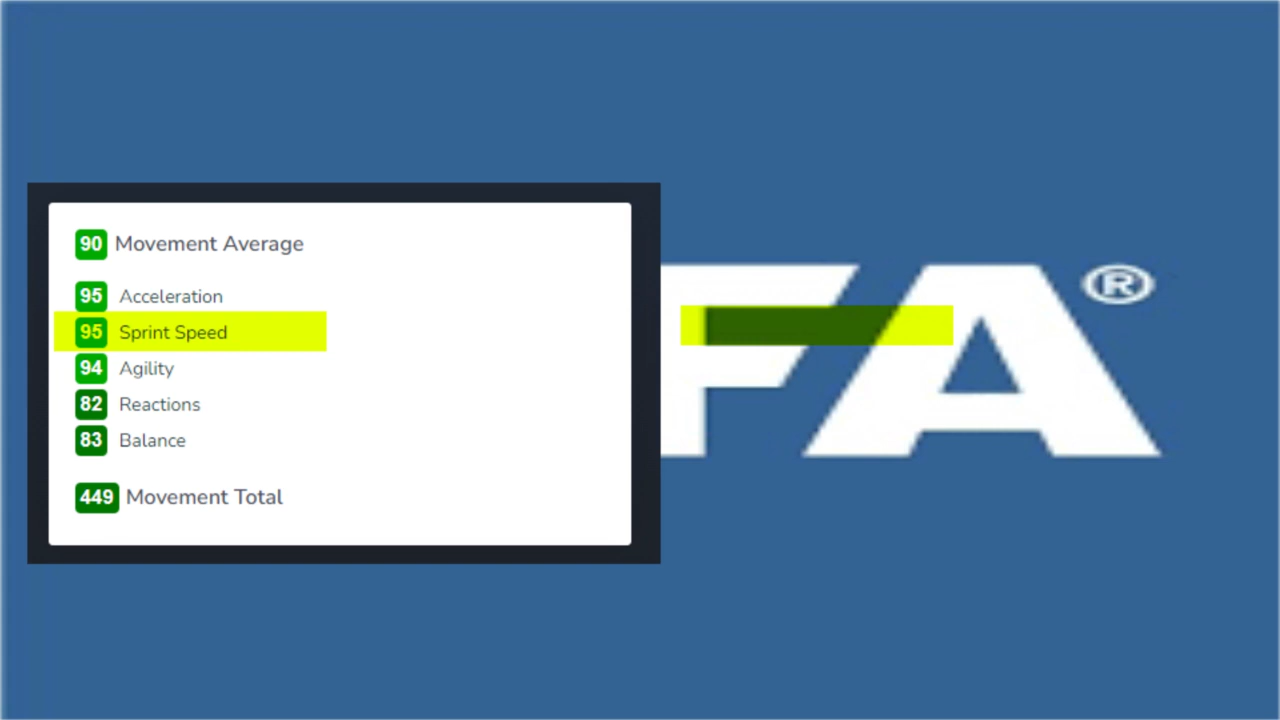 90 Movement Average
95 Acceleration
95 Sprint Speed
94 Agility
82 Reactions
83 Balance
449 Movement Total
FA®